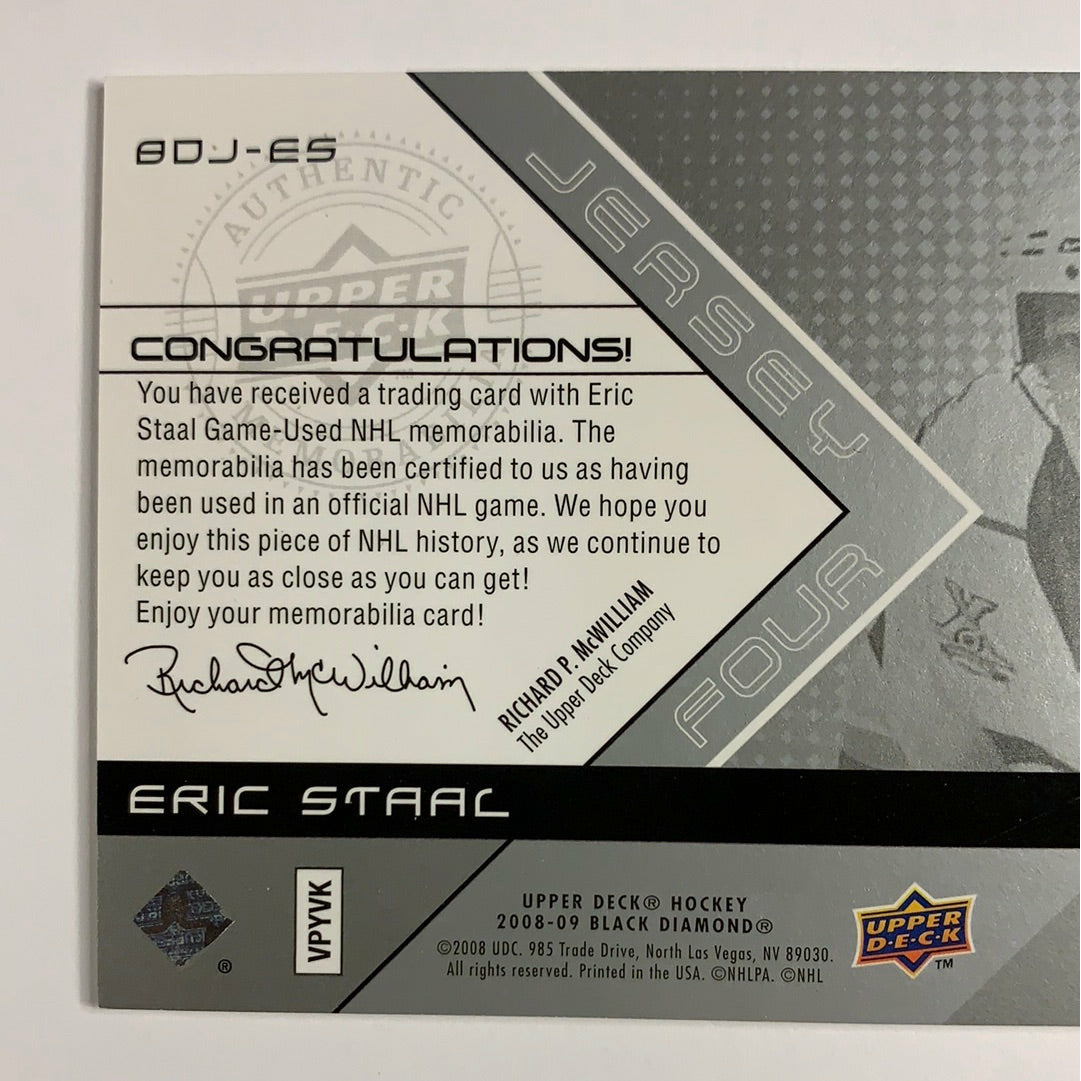 BDJ-ES
AUTHENTIC
UPPER
D·E·C·K
MEMORABILIA
JERSEY
FOUR
CONGRATULATIONS!
You have received a trading card with Eric
Staal Game-Used NHL memorabilia. The
memorabilia has been certified to us as having
been used in an official NHL game. We hope you
enjoy this piece of NHL history, as we continue to
keep you as close as you can get!
Enjoy your memorabilia card!
Richard McWilliam
RICHARD P. McWILLIAM
The Upper Deck Company
ERIC STAAL
®
VPYVK
UPPER DECK® HOCKEY
2008-09 BLACK DIAMOND®
©2008 UDC. 985 Trade Drive, North Las Vegas, NV 89030.
All rights reserved. Printed in the USA. ©NHLPA. ©NHL
UPPER
D·E·C·K
TM